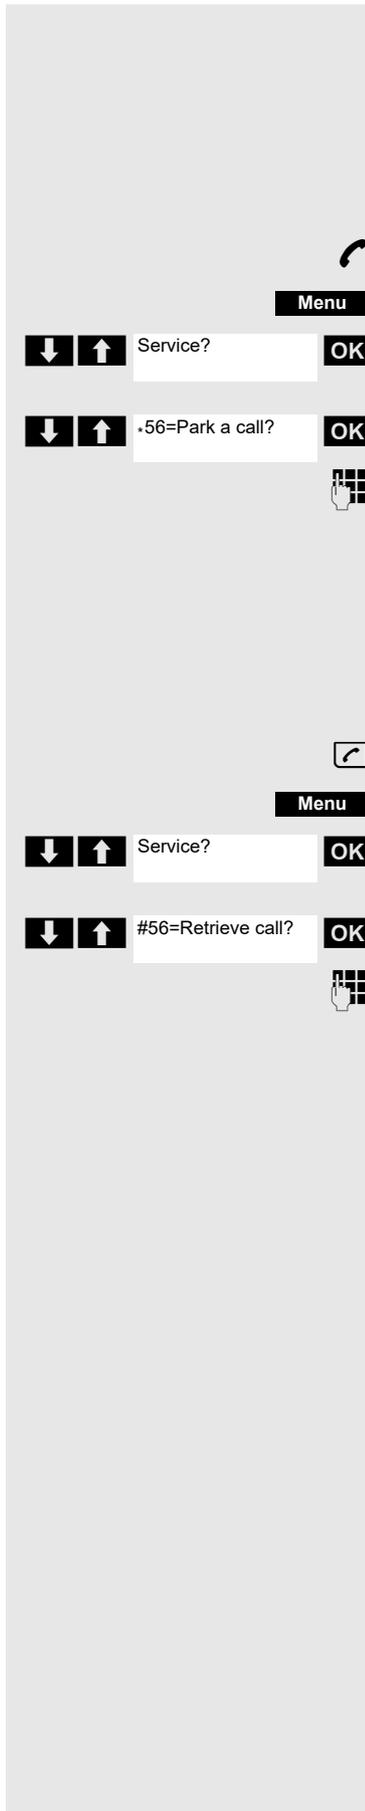 Menu
Service? OK
*56=Park a call? OK
Menu
Service? OK
#56=Retrieve call? OK